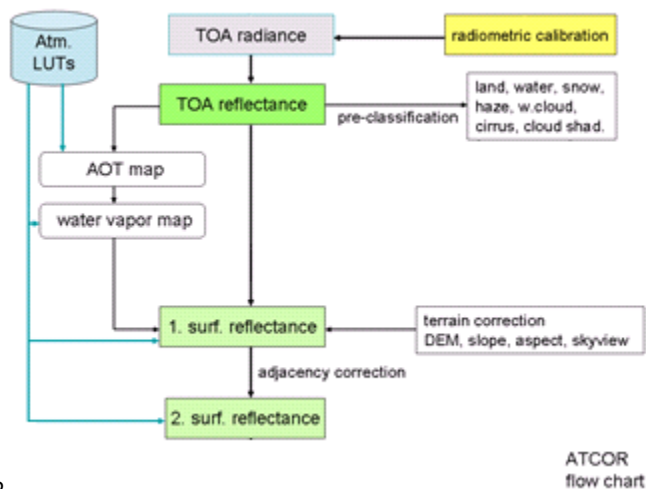 Atm.
LUTs
TOA radiance
radiometric calibration
TOA reflectance
pre-classification
land, water, snow,
haze, w.cloud,
cirrus, cloud shad.
AOT map
water vapor map
1. surf. reflectance
terrain correction
DEM, slope, aspect, skyview
adjacency correction
2. surf. reflectance
ATCOR
flow chart